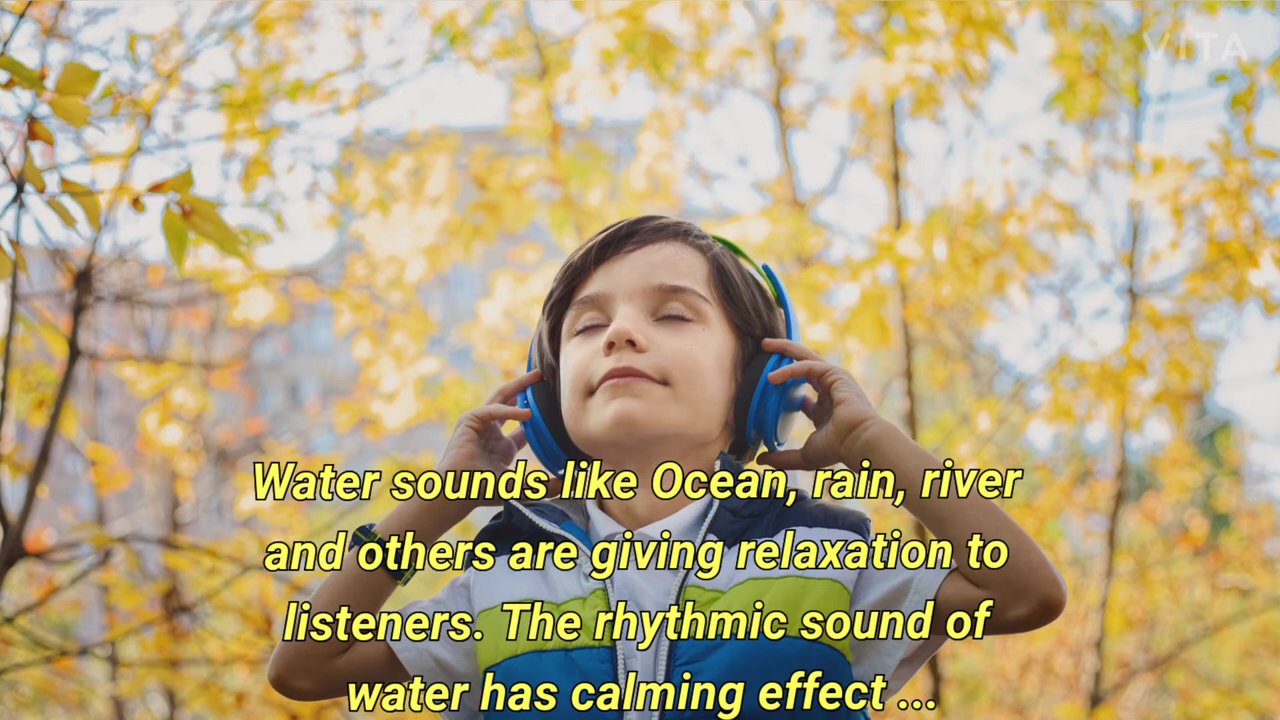 VITA
Water sounds like Ocean, rain, river
and others are giving relaxation to
listeners. The rhythmic sound of
water has calming effect ...